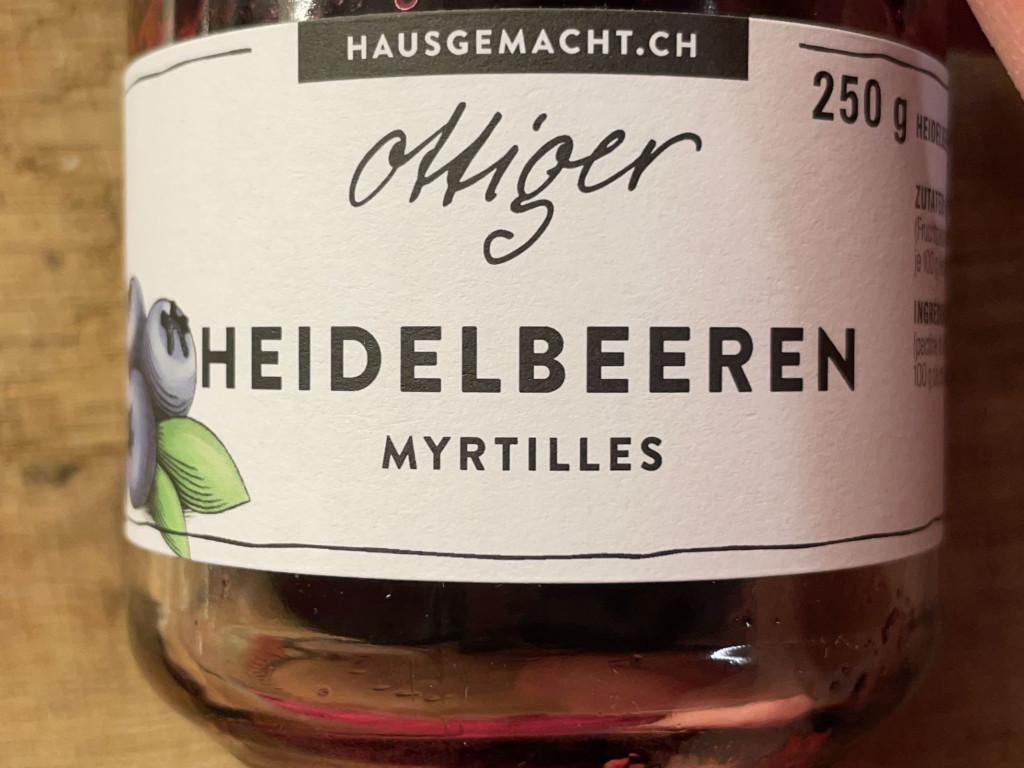 HAUSGEMACHT.CH
ottiger
250 g
HEIDELBEEREN
MYRTILLES